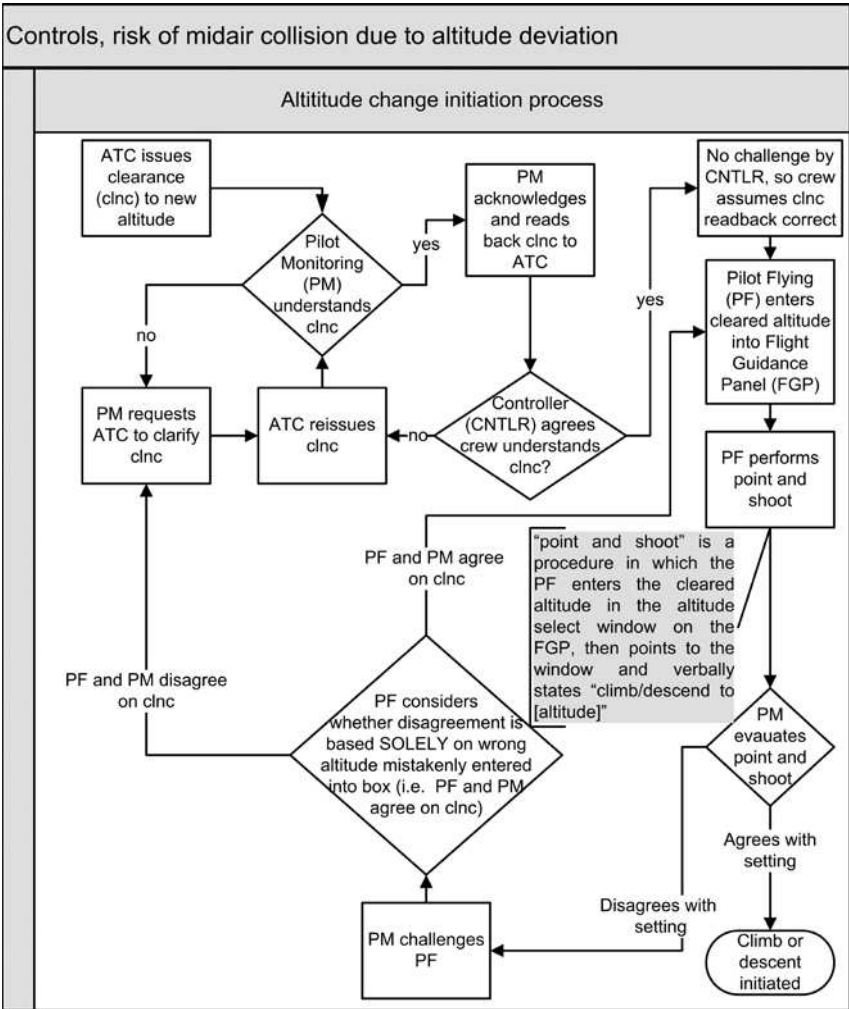 Controls, risk of midair collision due to altitude deviation
Altititude change initiation process
ATC issues
clearance
(clnc) to new
altitude
Pilot
Monitoring
(PM)
understands
clnc
yes
no
PM
acknowledges
and reads
back clnc to
ATC
No challenge by
CNTLR, so crew
assumes clnc
readback correct
yes
Pilot Flying
(PF) enters
cleared altitude
into Flight
Guidance
Panel (FGP)
PM requests
ATC to clarify
clnc
ATC reissues
clnc
no
Controller
(CNTLR) agrees
crew understands
clnc?
PF performs
point and
shoot
PF and PM agree
on clnc
“point and shoot” is a
procedure in which the
PF enters the cleared
altitude in the altitude
select window on the
FGP, then points to the
window and verbally
states “climb/descend to
[altitude]”
PF and PM disagree
on clnc
PF considers
whether disagreement is
based SOLELY on wrong
altitude mistakenly entered
into box (i.e. PF and PM
agree on clnc)
PM
evauates
point and
shoot
Agrees with
setting
Disagrees with
setting
PM challenges
PF
Climb or
descent
initiated